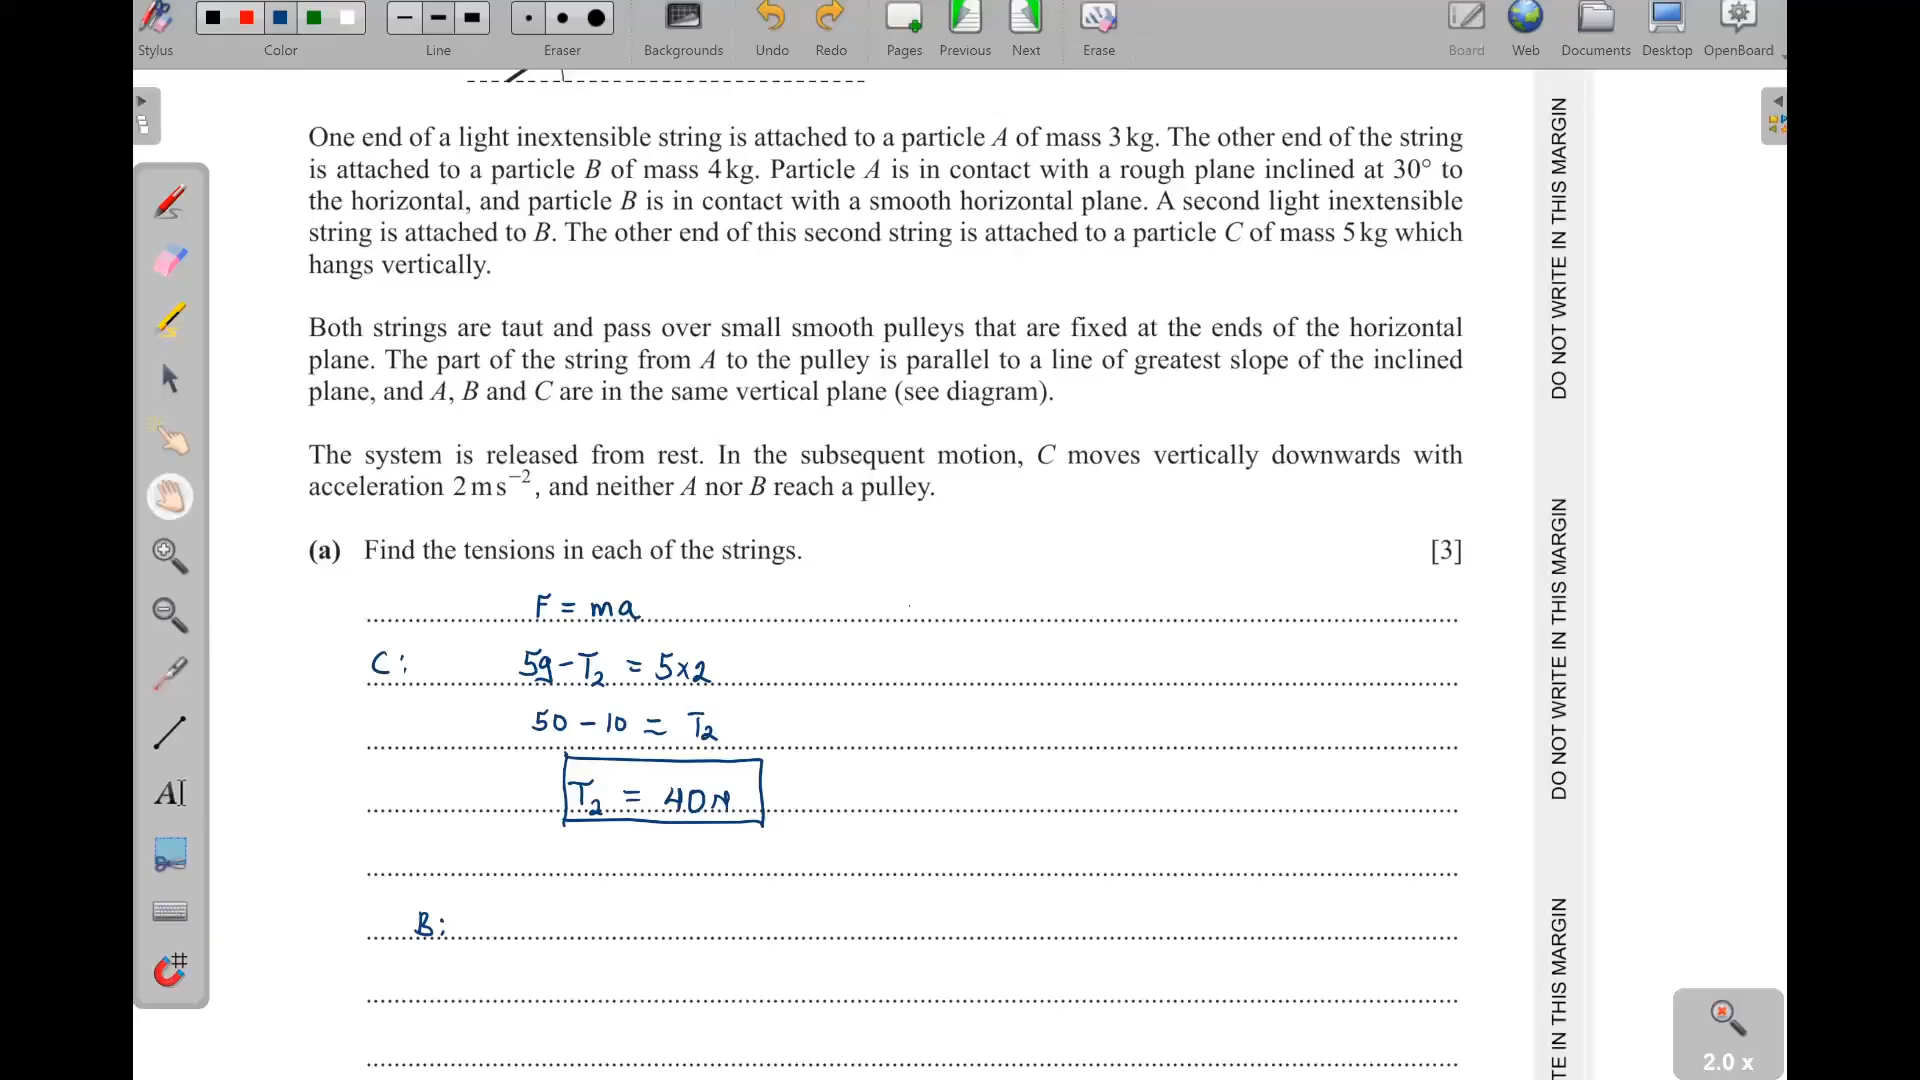 Stylus
Color
Line
Eraser
Backgrounds
Undo
Redo
Pages
Previous
Next
Erase
Board
Web
Documents
Desktop
OpenBoard
One end of a light inextensible string is attached to a particle A of mass 3 kg. The other end of the string
is attached to a particle B of mass 4 kg. Particle A is in contact with a rough plane inclined at 30° to
the horizontal, and particle B is in contact with a smooth horizontal plane. A second light inextensible
string is attached to B. The other end of this second string is attached to a particle C of mass 5 kg which
hangs vertically.
Both strings are taut and pass over small smooth pulleys that are fixed at the ends of the horizontal
plane. The part of the string from A to the pulley is parallel to a line of greatest slope of the inclined
plane, and A, B and C are in the same vertical plane (see diagram).
The system is released from rest. In the subsequent motion, C moves vertically downwards with
acceleration 2 m s⁻², and neither A nor B reach a pulley.
(a) Find the tensions in each of the strings. [3]
F = ma
C: 5g - T₂ = 5×2
50 - 10 = T₂
T₂ = 40N
B:
DO NOT WRITE IN THIS MARGIN
DO NOT WRITE IN THIS MARGIN
TE IN THIS MARGIN
AI
2.0 x